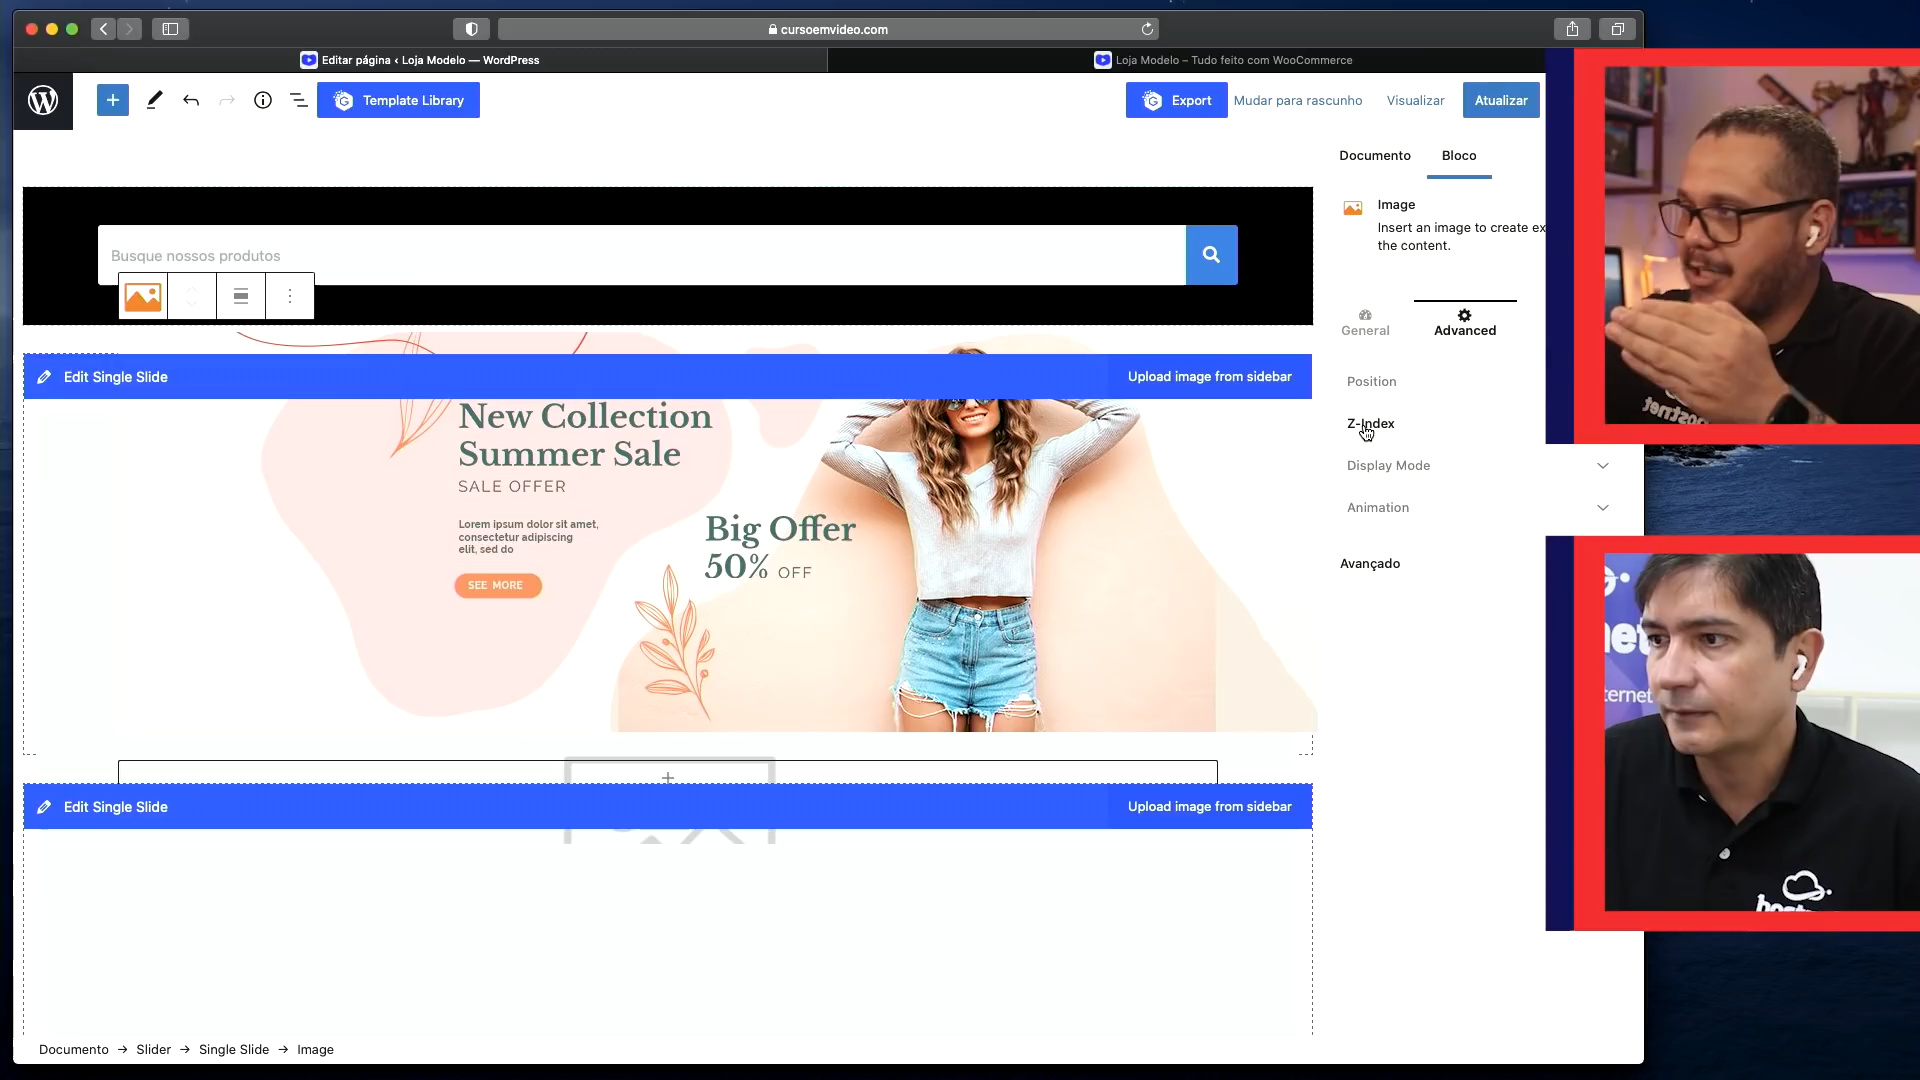 cursoemvideo.com
Editar página ‹ Loja Modelo — WordPress
Loja Modelo – Tudo feito com WooCommerce
Template Library
Export
Mudar para rascunho
Visualizar
Atualizar
Documento
Bloco
Image
Insert an image to create ex
the content.
Busque nossos produtos
General
Advanced
Edit Single Slide
Upload image from sidebar
Position
New Collection
Summer Sale
SALE OFFER
Z-Index
Display Mode
Lorem ipsum dolor sit amet,
consectetur adipiscing
elit, sed do
Big Offer
50% OFF
Animation
SEE MORE
Avançado
Edit Single Slide
Upload image from sidebar
Documento → Slider → Single Slide → Image
hostnet
net
ternet